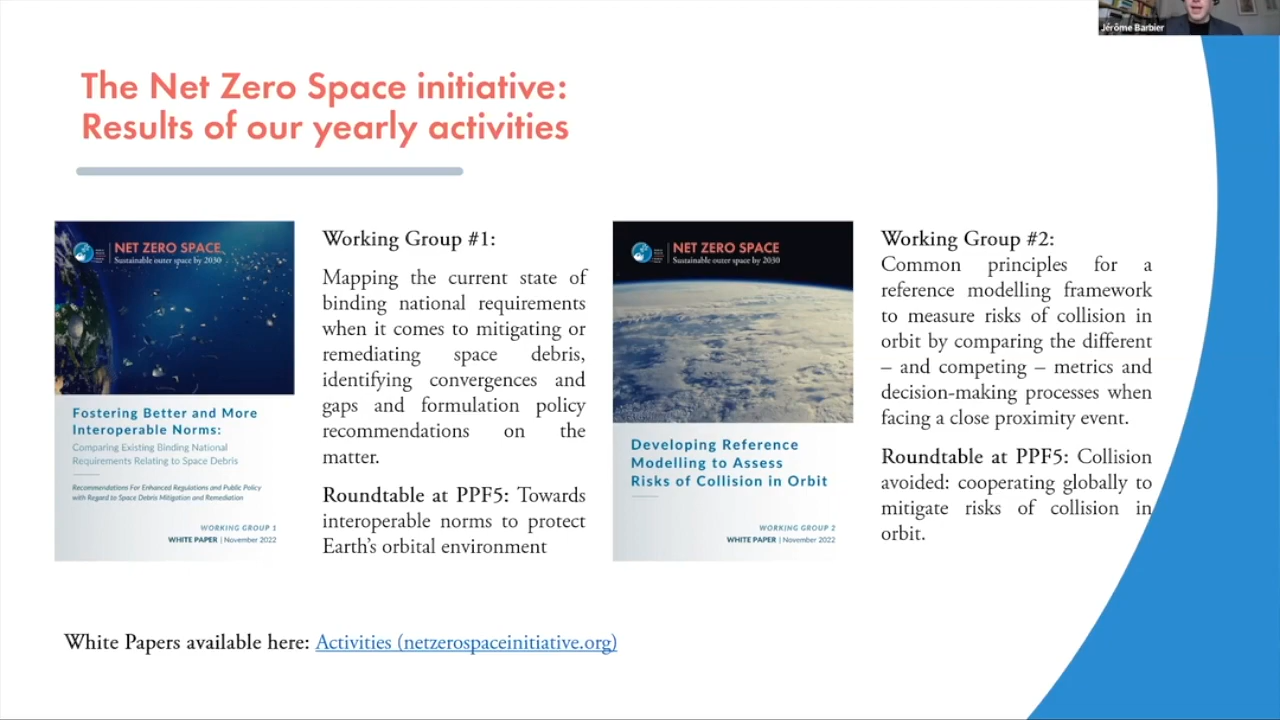 Jérôme Barbier
The Net Zero Space initiative:
Results of our yearly activities
NET ZERO SPACE
Sustainable outer space by 2030
Fostering Better and More
Interoperable Norms:
Comparing Existing Binding National
Requirements Relating to Space Debris
Recommendations For Enhanced Regulations and Public Policy
with Regard to Space Debris Mitigation and Remediation
WORKING GROUP 1
WHITE PAPER | November 2022
Working Group #1:
Mapping the current state of
binding national requirements
when it comes to mitigating or
remediating space debris,
identifying convergences and
gaps and formulation policy
recommendations on the
matter.
Roundtable at PPF5: Towards
interoperable norms to protect
Earth's orbital environment
NET ZERO SPACE
Sustainable outer space by 2030
Developing Reference
Modelling to Assess
Risks of Collision in Orbit
WORKING GROUP 2
WHITE PAPER | November 2022
Working Group #2:
Common principles for a
reference modelling framework
to measure risks of collision in
orbit by comparing the different
– and competing – metrics and
decision-making processes when
facing a close proximity event.
Roundtable at PPF5: Collision
avoided: cooperating globally to
mitigate risks of collision in
orbit.
White Papers available here: Activities (netzerospaceinitiative.org)